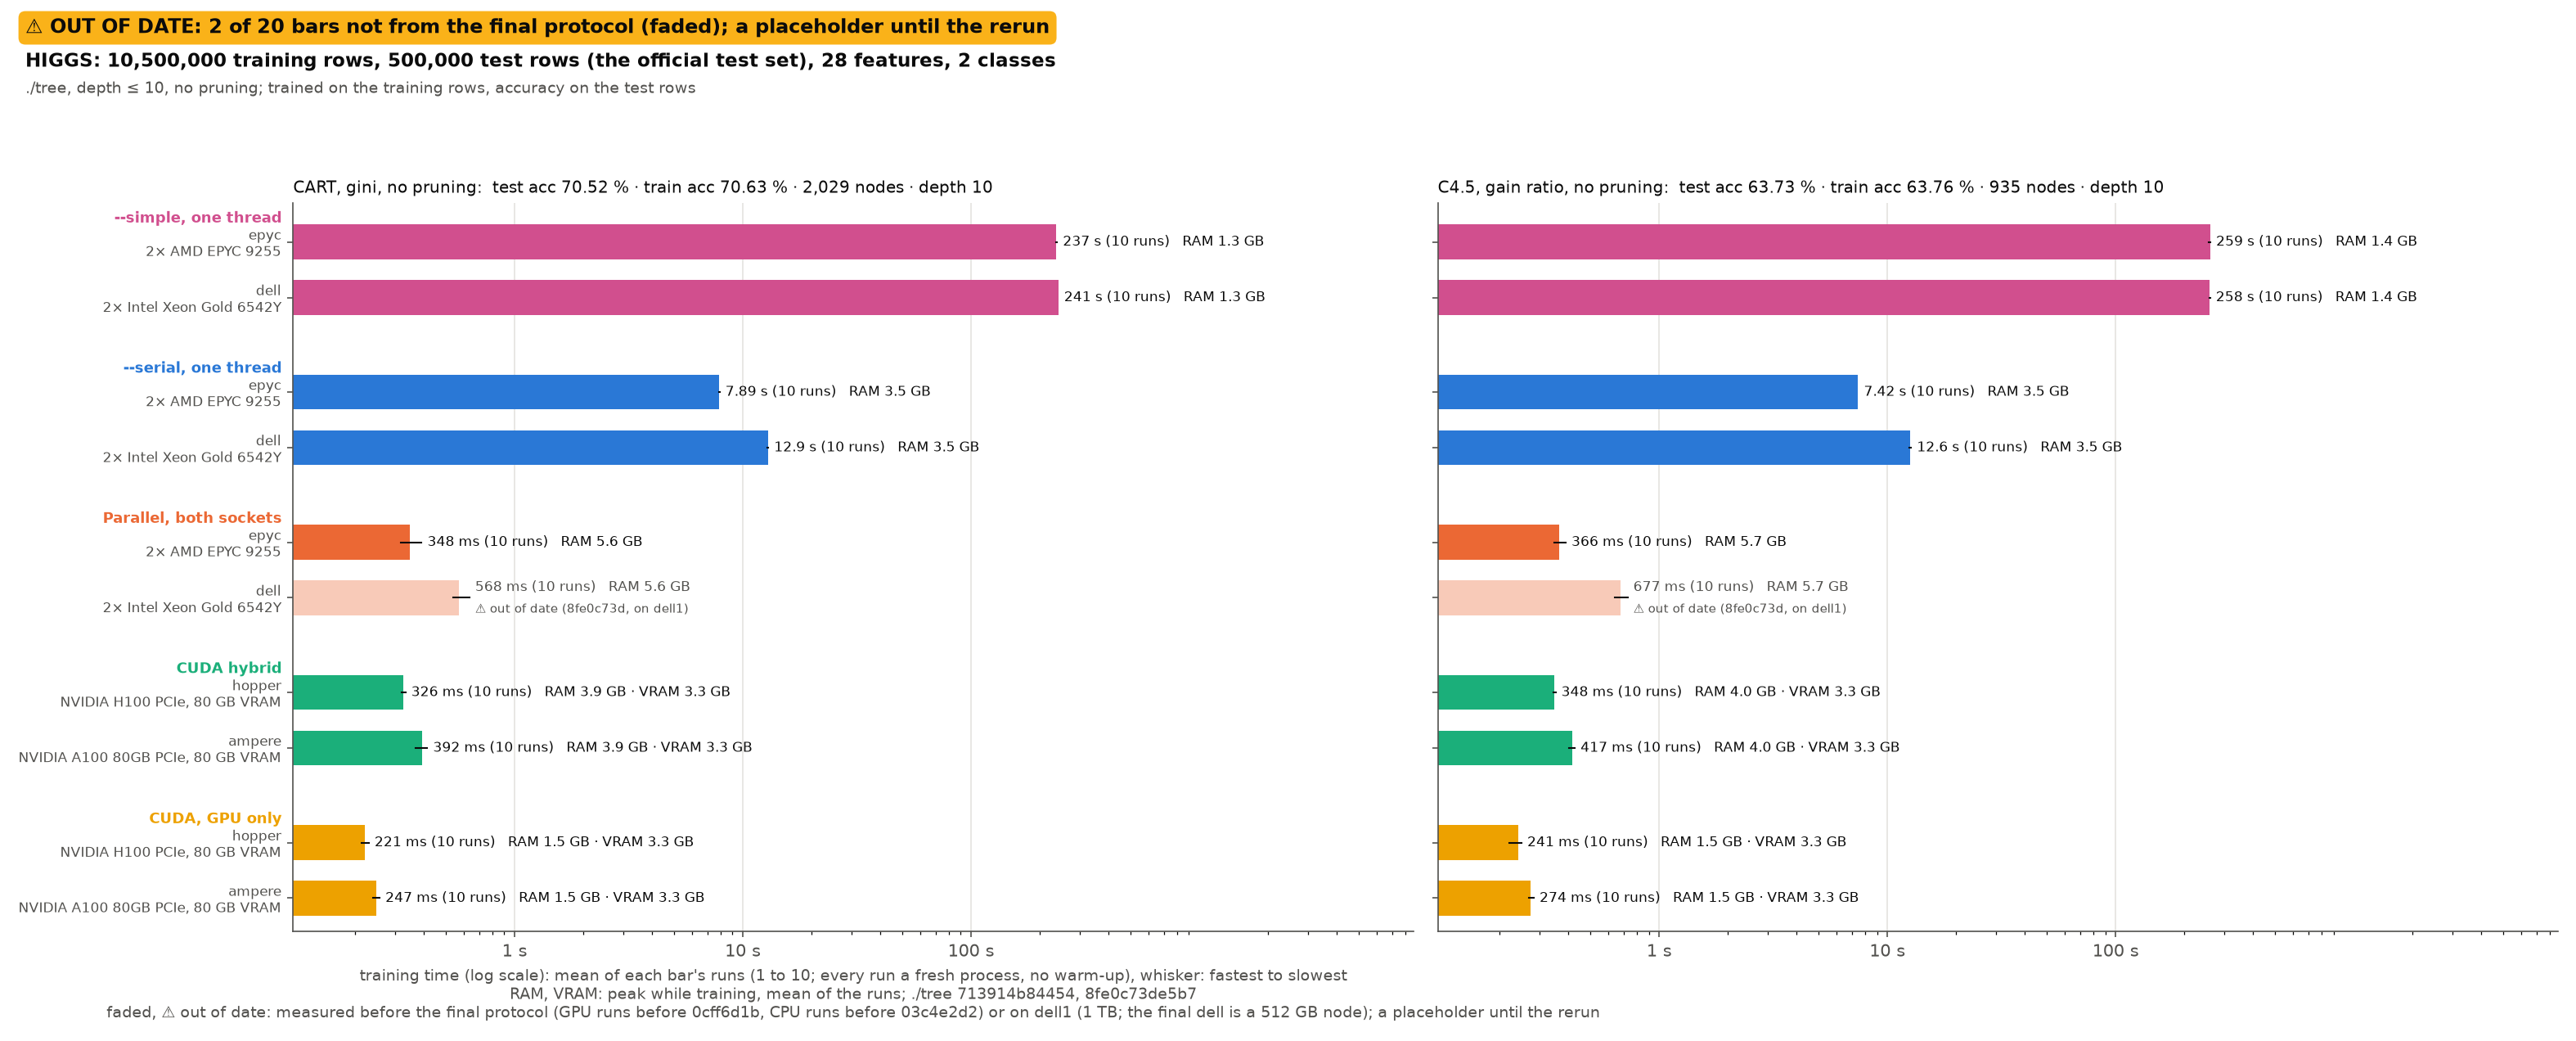 ⚠ OUT OF DATE: 2 of 20 bars not from the final protocol (faded); a placeholder until the rerun
HIGGS: 10,500,000 training rows, 500,000 test rows (the official test set), 28 features, 2 classes
./tree, depth ≤ 10, no pruning; trained on the training rows, accuracy on the test rows
CART, gini, no pruning:  test acc 70.52 % · train acc 70.63 % · 2,029 nodes · depth 10
--simple, one thread
epyc
2× AMD EPYC 9255
237 s (10 runs)   RAM 1.3 GB
dell
2× Intel Xeon Gold 6542Y
241 s (10 runs)   RAM 1.3 GB
--serial, one thread
epyc
2× AMD EPYC 9255
7.89 s (10 runs)   RAM 3.5 GB
dell
2× Intel Xeon Gold 6542Y
12.9 s (10 runs)   RAM 3.5 GB
Parallel, both sockets
epyc
2× AMD EPYC 9255
348 ms (10 runs)   RAM 5.6 GB
dell
2× Intel Xeon Gold 6542Y
568 ms (10 runs)   RAM 5.6 GB
⚠ out of date (8fe0c73d, on dell1)
CUDA hybrid
hopper
NVIDIA H100 PCIe, 80 GB VRAM
326 ms (10 runs)   RAM 3.9 GB · VRAM 3.3 GB
ampere
NVIDIA A100 80GB PCIe, 80 GB VRAM
392 ms (10 runs)   RAM 3.9 GB · VRAM 3.3 GB
CUDA, GPU only
hopper
NVIDIA H100 PCIe, 80 GB VRAM
221 ms (10 runs)   RAM 1.5 GB · VRAM 3.3 GB
ampere
NVIDIA A100 80GB PCIe, 80 GB VRAM
247 ms (10 runs)   RAM 1.5 GB · VRAM 3.3 GB
1 s 10 s 100 s
C4.5, gain ratio, no pruning:  test acc 63.73 % · train acc 63.76 % · 935 nodes · depth 10
259 s (10 runs)   RAM 1.4 GB
258 s (10 runs)   RAM 1.4 GB
7.42 s (10 runs)   RAM 3.5 GB
12.6 s (10 runs)   RAM 3.5 GB
366 ms (10 runs)   RAM 5.7 GB
677 ms (10 runs)   RAM 5.7 GB
⚠ out of date (8fe0c73d, on dell1)
348 ms (10 runs)   RAM 4.0 GB · VRAM 3.3 GB
417 ms (10 runs)   RAM 4.0 GB · VRAM 3.3 GB
241 ms (10 runs)   RAM 1.5 GB · VRAM 3.3 GB
274 ms (10 runs)   RAM 1.5 GB · VRAM 3.3 GB
1 s 10 s 100 s
training time (log scale): mean of each bar's runs (1 to 10; every run a fresh process, no warm-up), whisker: fastest to slowest
RAM, VRAM: peak while training, mean of the runs; ./tree 713914b84454, 8fe0c73de5b7
faded, ⚠ out of date: measured before the final protocol (GPU runs before 0cff6d1b, CPU runs before 03c4e2d2) or on dell1 (1 TB; the final dell is a 512 GB node); a placeholder until the rerun